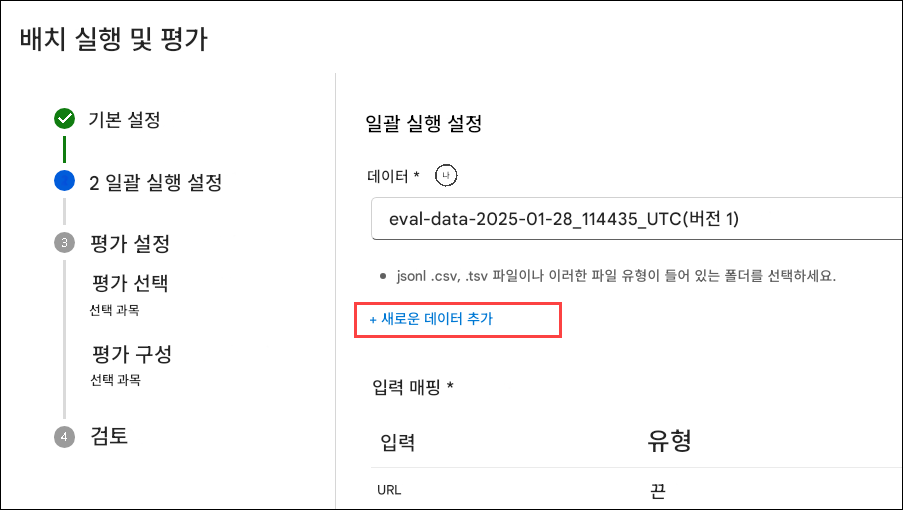 배치 실행 및 평가
기본 설정
2 일괄 실행 설정
3 평가 설정
평가 선택
선택 과목
평가 구성
선택 과목
4 검토
일괄 실행 설정
데이터 * 나
eval-data-2025-01-28_114435_UTC(버전 1)
• jsonl .csv, .tsv 파일이나 이러한 파일 유형이 들어 있는 폴더를 선택하세요.
+ 새로운 데이터 추가
입력 매핑 *
입력 유형
URL 끈